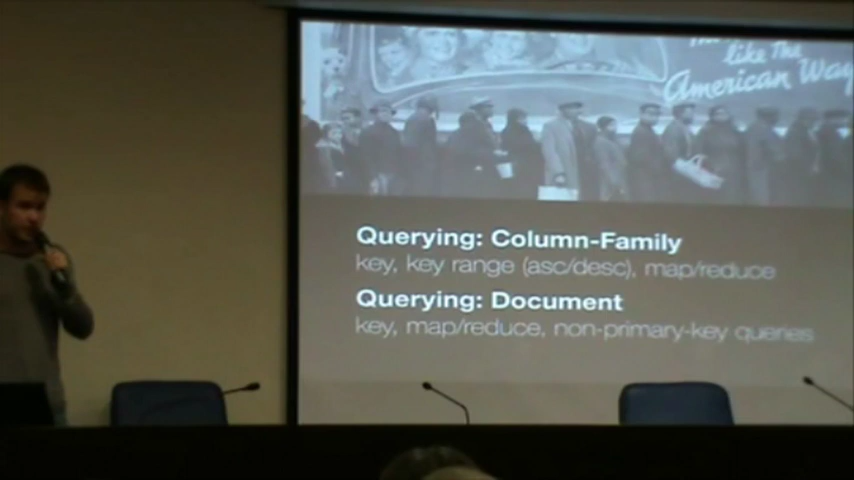 like The
American Way
Querying: Column-Family
key, key range (asc/desc), map/reduce
Querying: Document
key, map/reduce, non-primary-key queries